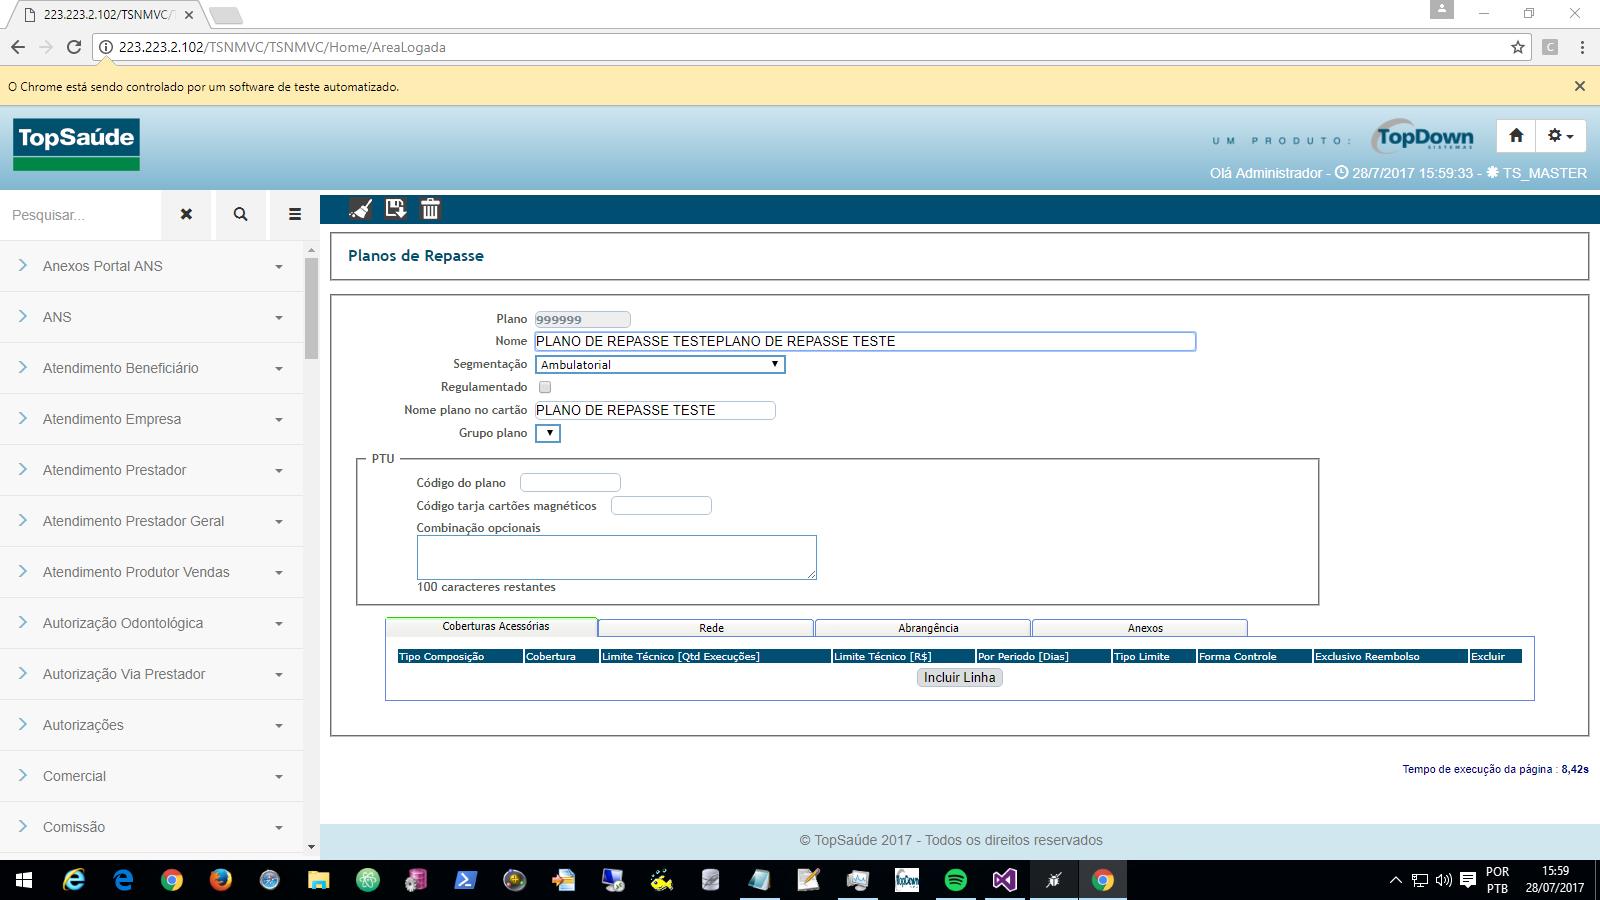 223.223.2.102/TSNMVC/T
223.223.2.102/TSNMVC/TSNMVC/Home/AreaLogada
C
O Chrome está sendo controlado por um software de teste automatizado.
TopSaúde
UM PRODUTO:
TopDown
SISTEMAS
Olá Administrador - 28/7/2017 15:59:33 - TS_MASTER
Pesquisar...
Anexos Portal ANS
ANS
Atendimento Beneficiário
Atendimento Empresa
Atendimento Prestador
Atendimento Prestador Geral
Atendimento Produtor Vendas
Autorização Odontológica
Autorização Via Prestador
Autorizações
Comercial
Comissão
Planos de Repasse
Plano 999999
Nome PLANO DE REPASSE TESTEPLANO DE REPASSE TESTE
Segmentação Ambulatorial
Regulamentado
Nome plano no cartão PLANO DE REPASSE TESTE
Grupo plano
PTU
Código do plano
Código tarja cartões magnéticos
Combinação opcionais
100 caracteres restantes
Coberturas Acessórias Rede Abrangência Anexos
Tipo Composição Cobertura Limite Técnico [Qtd Execuções] Limite Técnico [R$] Por Periodo [Dias] Tipo Limite Forma Controle Exclusivo Reembolso Excluir
Incluir Linha
Tempo de execução da página : 8,42s
© TopSaúde 2017 - Todos os direitos reservados
TopDown
POR
PTB
15:59
28/07/2017